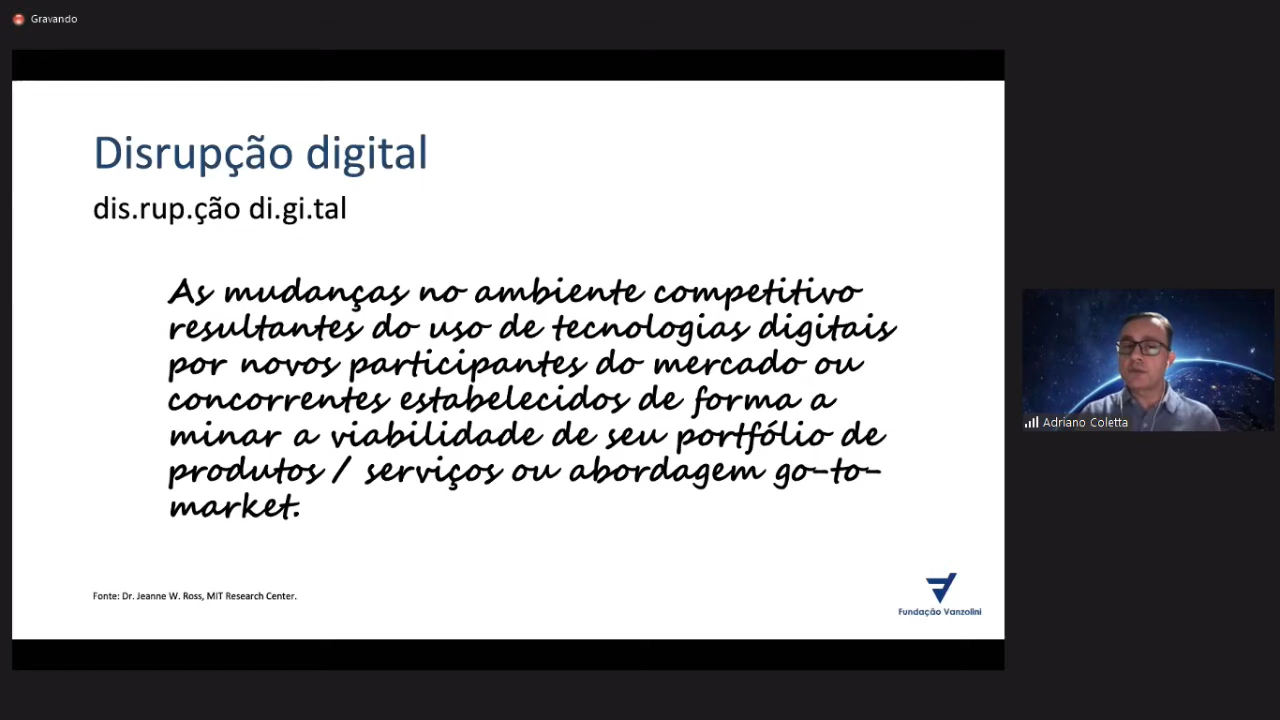 Gravando
Disrupção digital
dis.rup.ção di.gi.tal
As mudanças no ambiente competitivo
resultantes do uso de tecnologias digitais
por novos participantes do mercado ou
concorrentes estabelecidos de forma a
minar a viabilidade de seu portfólio de
produtos / serviços ou abordagem go-to-
market.
Fonte: Dr. Jeanne W. Ross, MIT Research Center.
Fundação Vanzolini
Adriano Coletta